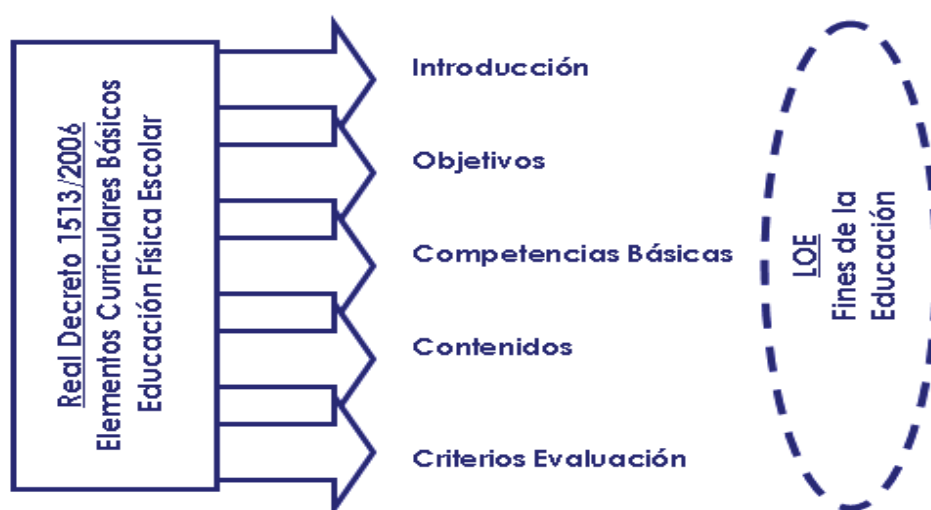 Real Decreto 1513/2006
Elementos Curriculares Básicos
Educación Física Escolar
Introducción
Objetivos
Competencias Básicas
Contenidos
Criterios Evaluación
LOE
Fines de la
Educación